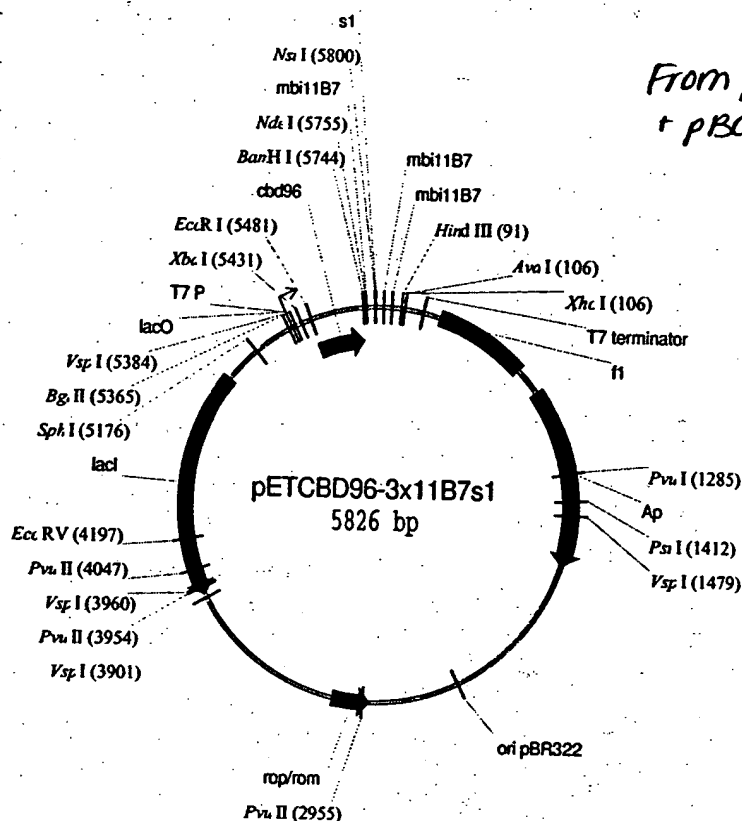 s1
Nsi I (5800)
mbi11B7
Nde I (5755)
BamH I (5744)
cbd96
EcoR I (5481)
Xba I (5431)
T7 P
lacO
Vsp I (5384)
Bgl II (5365)
Sph I (5176)
lacI
EcoRV (4197)
Pvu II (4047)
Vsp I (3960)
Pvu II (3954)
Vsp I (3901)
rop/rom
Pvu II (2955)
From
+ pBC
mbi11B7
mbi11B7
Hind III (91)
Ava I (106)
Xho I (106)
T7 terminator
f1
Pvu I (1285)
Ap
Pst I (1412)
Vsp I (1479)
ori pBR322
pETCBD96-3x11B7s1
5826 bp